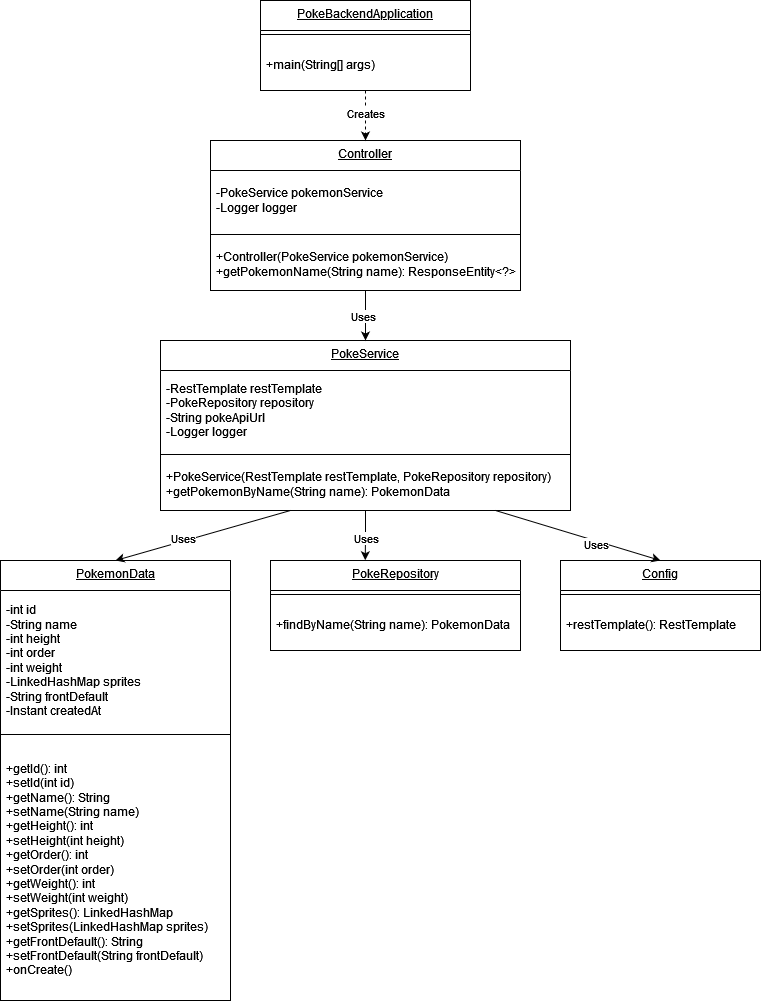 PokeBackendApplication
+main(String[] args)
Creates
Controller
-PokeService pokemonService
-Logger logger
+Controller(PokeService pokemonService)
+getPokemonName(String name): ResponseEntity<?>
Uses
PokeService
-RestTemplate restTemplate
-PokeRepository repository
-String pokeApiUrl
-Logger logger
+PokeService(RestTemplate restTemplate, PokeRepository repository)
+getPokemonByName(String name): PokemonData
Uses
Uses
Uses
PokemonData
-int id
-String name
-int height
-int order
-int weight
-LinkedHashMap sprites
-String frontDefault
-Instant createdAt
+getId(): int
+setId(int id)
+getName(): String
+setName(String name)
+getHeight(): int
+setHeight(int height)
+getOrder(): int
+setOrder(int order)
+getWeight(): int
+setWeight(int weight)
+getSprites(): LinkedHashMap
+setSprites(LinkedHashMap sprites)
+getFrontDefault(): String
+setFrontDefault(String frontDefault)
+onCreate()
PokeRepository
+findByName(String name): PokemonData
Config
+restTemplate(): RestTemplate